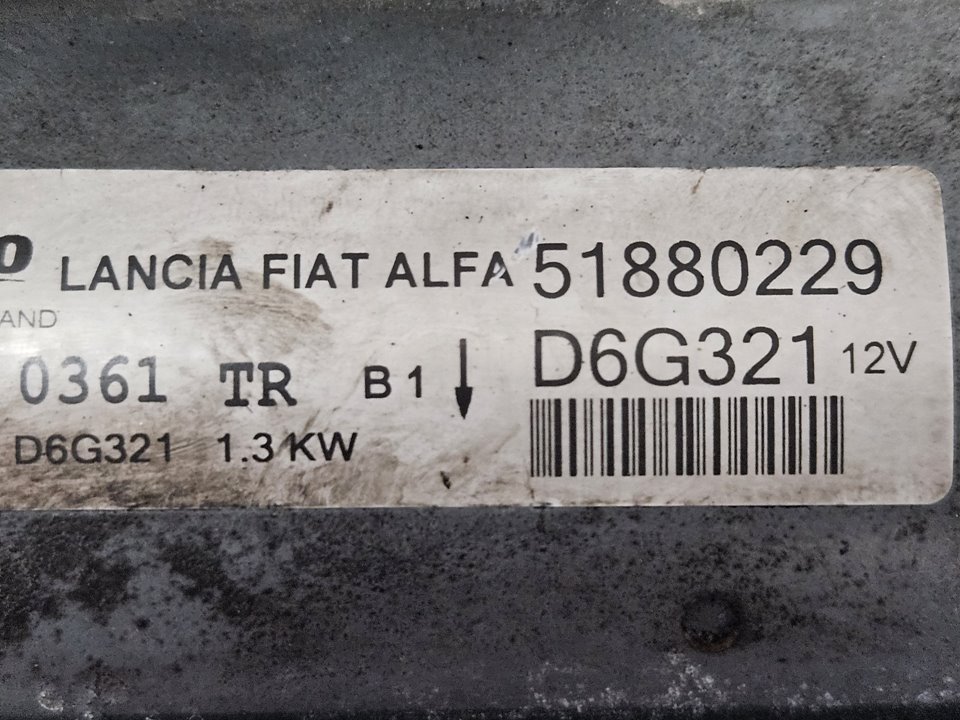 LANCIA FIAT ALFA 51880229
AND
D6G321 12V
0361 TR B1
D6G321 1.3 KW